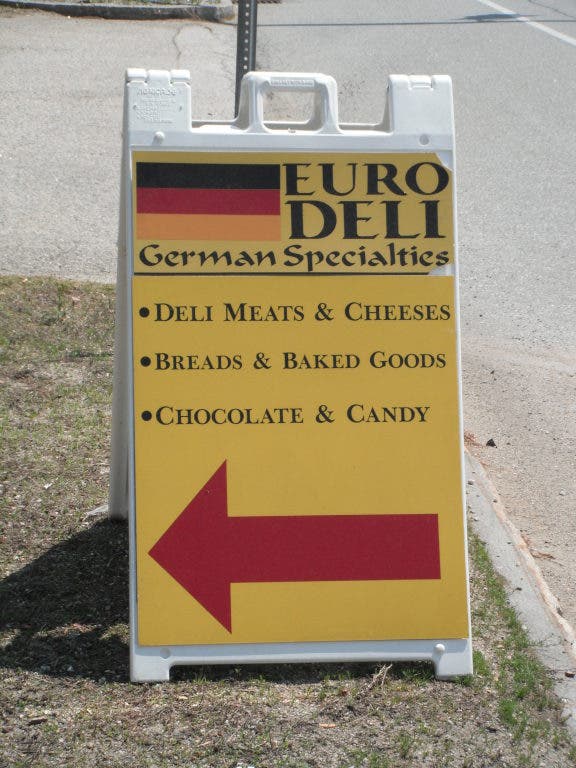 EURO
DELI
German Specialties
•DELI MEATS & CHEESES
•BREADS & BAKED GOODS
•CHOCOLATE & CANDY